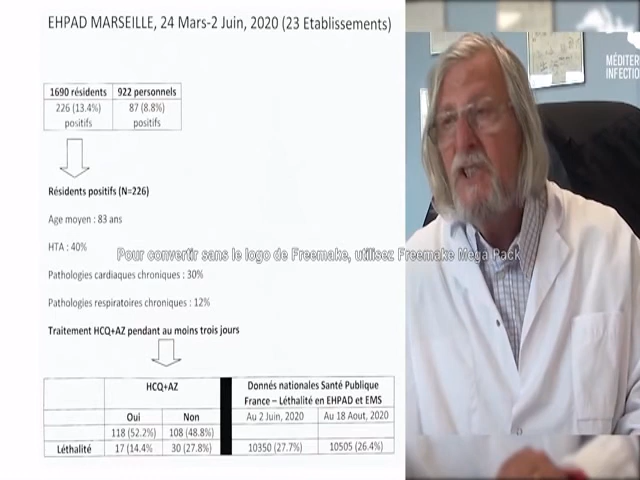 EHPAD MARSEILLE, 24 Mars-2 Juin, 2020 (23 Etablissements)
MÉDITER
INFECTION
1690 résidents 922 personnels
226 (13.4%) 87 (8.8%)
positifs positifs
Résidents positifs (N=226)
Age moyen : 83 ans
HTA : 40%
Pour convertir sans le logo de Freemake, utilisez Freemake Mega Pack
Pathologies cardiaques chroniques : 30%
Pathologies respiratoires chroniques : 12%
Traitement HCQ+AZ pendant au moins trois jours
HCQ+AZ Donnés nationales Santé Publique
France – Léthalité en EHPAD et EMS
Oui Non Au 2 Juin, 2020 Au 18 Aout, 2020
118 (52.2%) 108 (48.8%)
Léthalité 17 (14.4% 30 (27.8%) 10350 (27.7%) 10505 (26.4%)